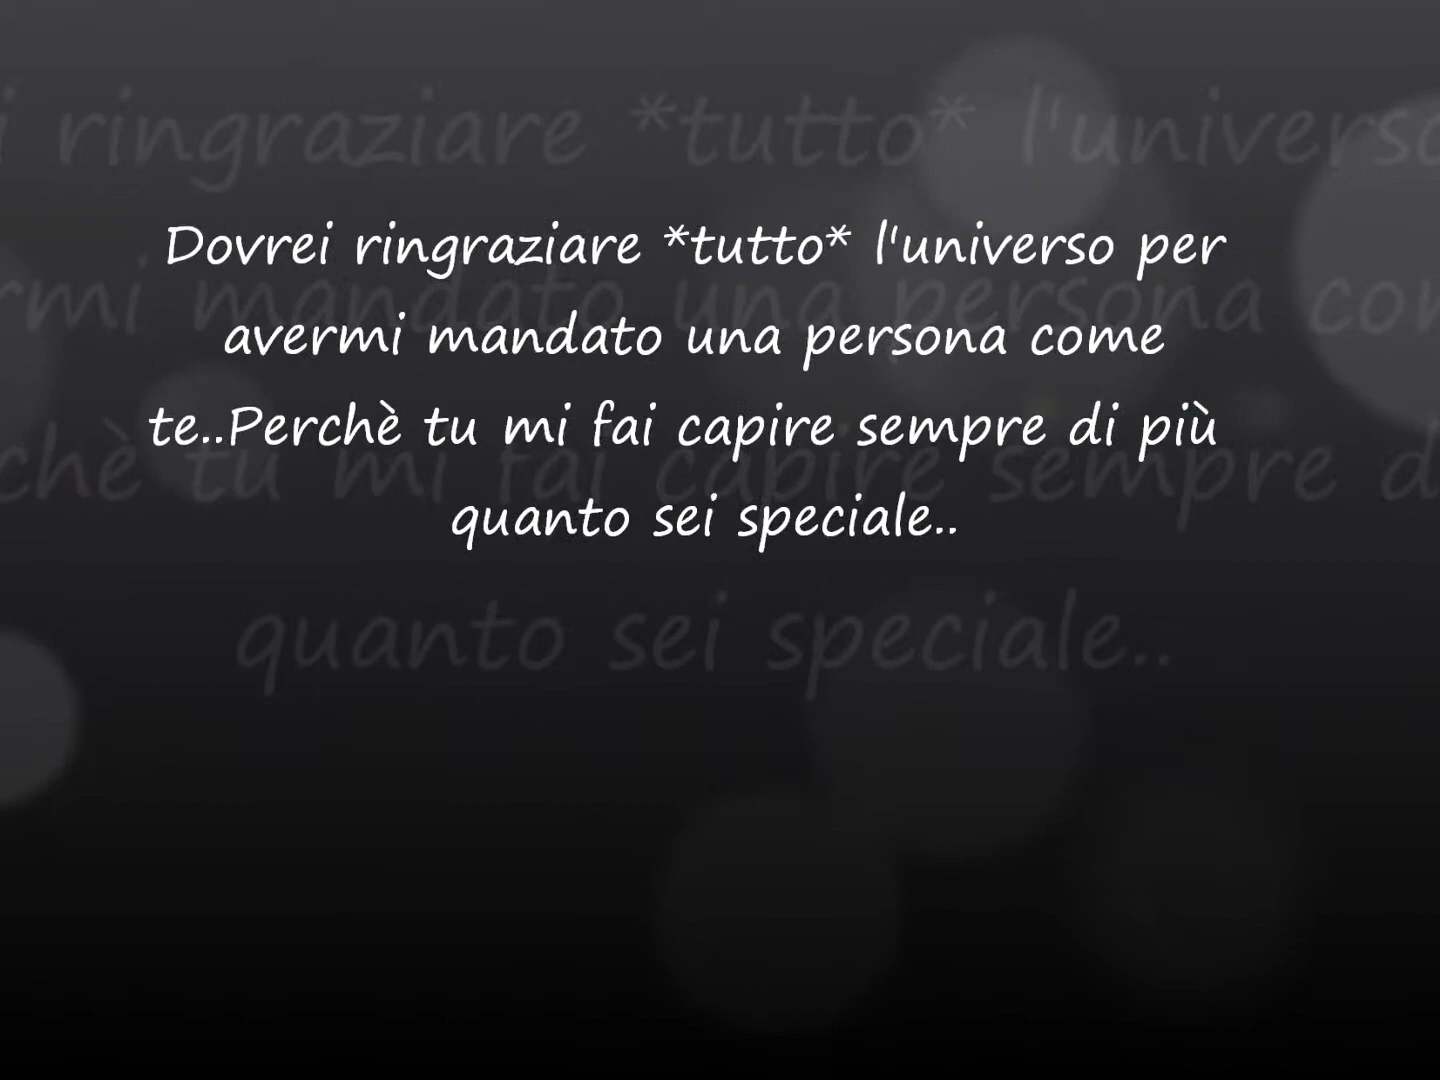 Dovrei ringraziare *tutto* l'universo per
avermi mandato una persona come
te..Perchè tu mi fai capire sempre di più
quanto sei speciale..